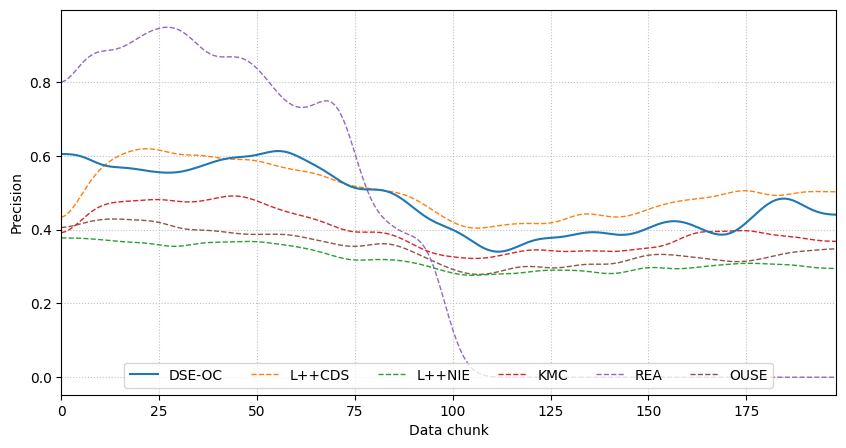 Precision
0.8
0.6
0.4
0.2
0.0
DSE-OC L++CDS L++NIE KMC REA OUSE
0 25 50 75 100 125 150 175
Data chunk